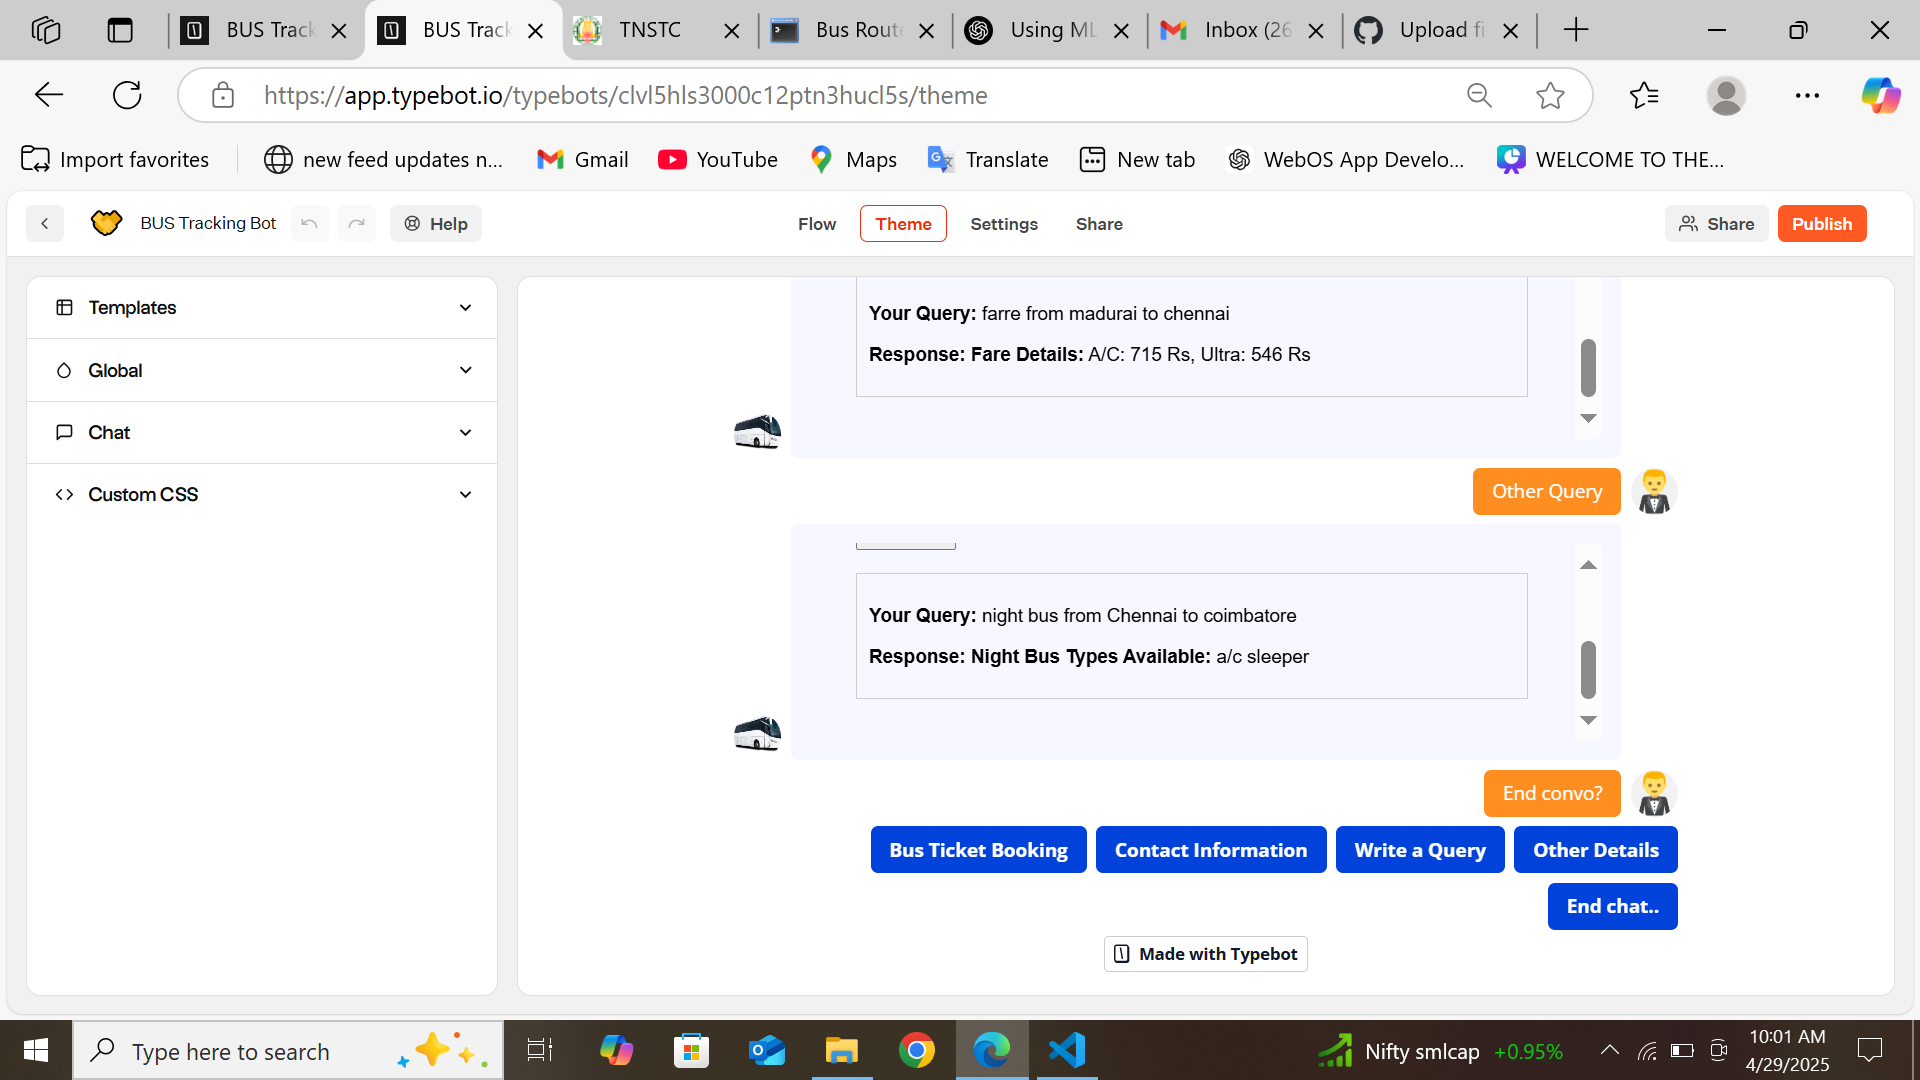 BUS Track
BUS Track
TNSTC
Bus Route
Using ML
Inbox (26
Upload fi
https://app.typebot.io/typebots/clvl5hls3000c12ptn3hucl5s/theme
Import favorites
new feed updates n...
Gmail
YouTube
Maps
Translate
New tab
WebOS App Develo...
WELCOME TO THE...
BUS Tracking Bot
Help
Flow
Theme
Settings
Share
Share
Publish
Templates
Global
Chat
Custom CSS
Your Query: farre from madurai to chennai
Response: Fare Details: A/C: 715 Rs, Ultra: 546 Rs
Other Query
Your Query: night bus from Chennai to coimbatore
Response: Night Bus Types Available: a/c sleeper
End convo?
Bus Ticket Booking
Contact Information
Write a Query
Other Details
End chat..
Made with Typebot
Type here to search
Nifty smlcap +0.95%
10:01 AM
4/29/2025